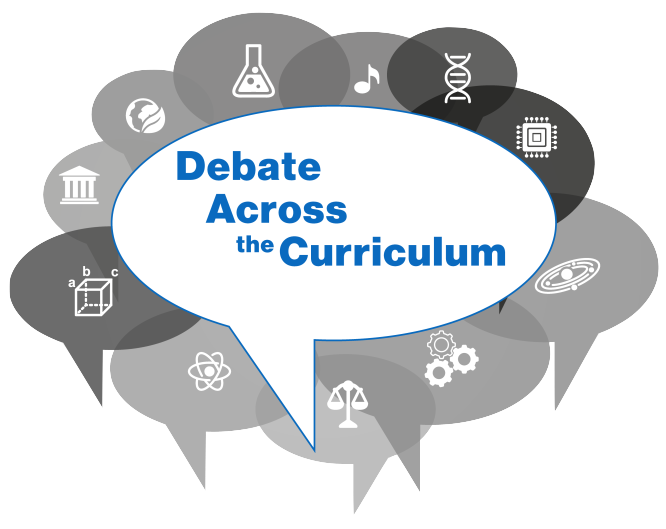 Debate
Across
the Curriculum
a b c